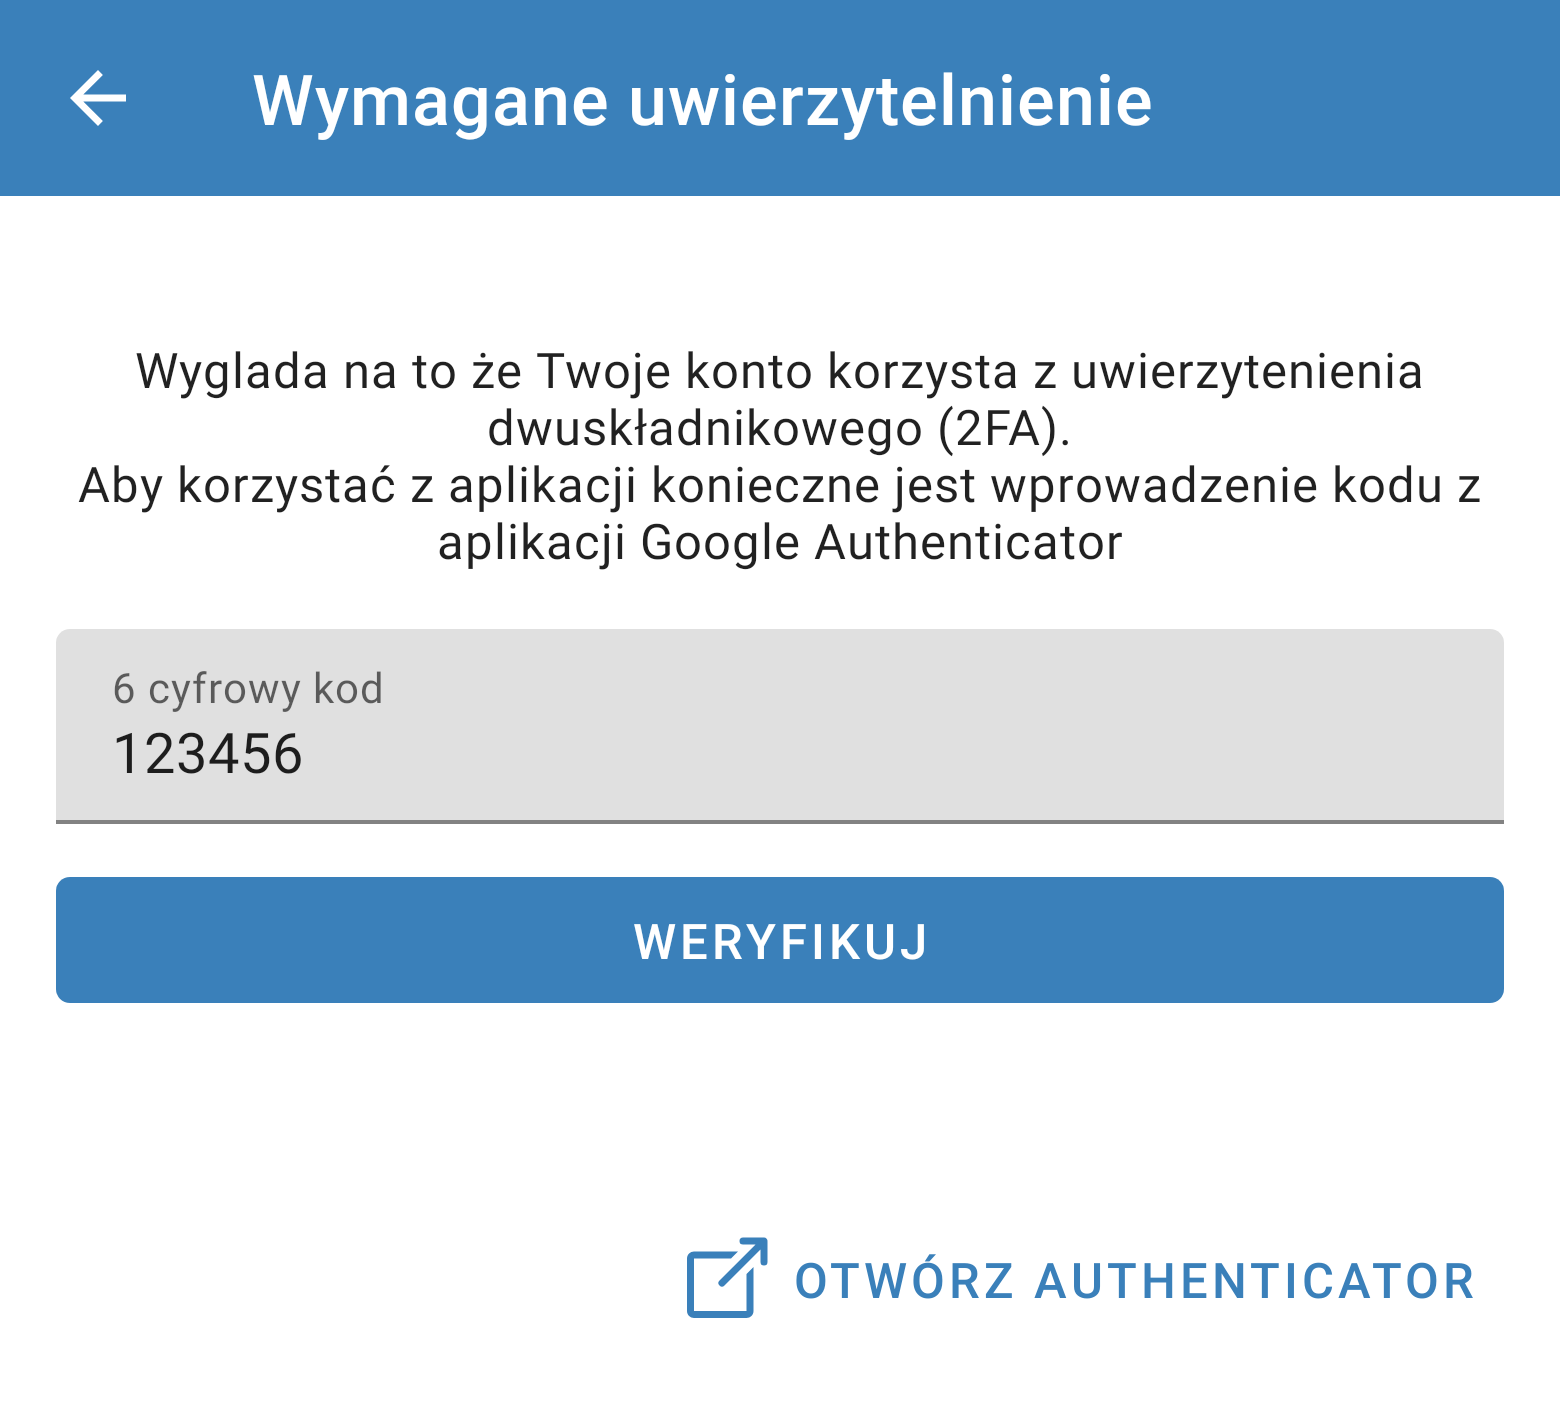 Wymagane uwierzytelnienie
Wyglada na to że Twoje konto korzysta z uwierzytenienia
dwuskładnikowego (2FA).
Aby korzystać z aplikacji konieczne jest wprowadzenie kodu z
aplikacji Google Authenticator
6 cyfrowy kod
123456
WERYFIKUJ
OTWÓRZ AUTHENTICATOR